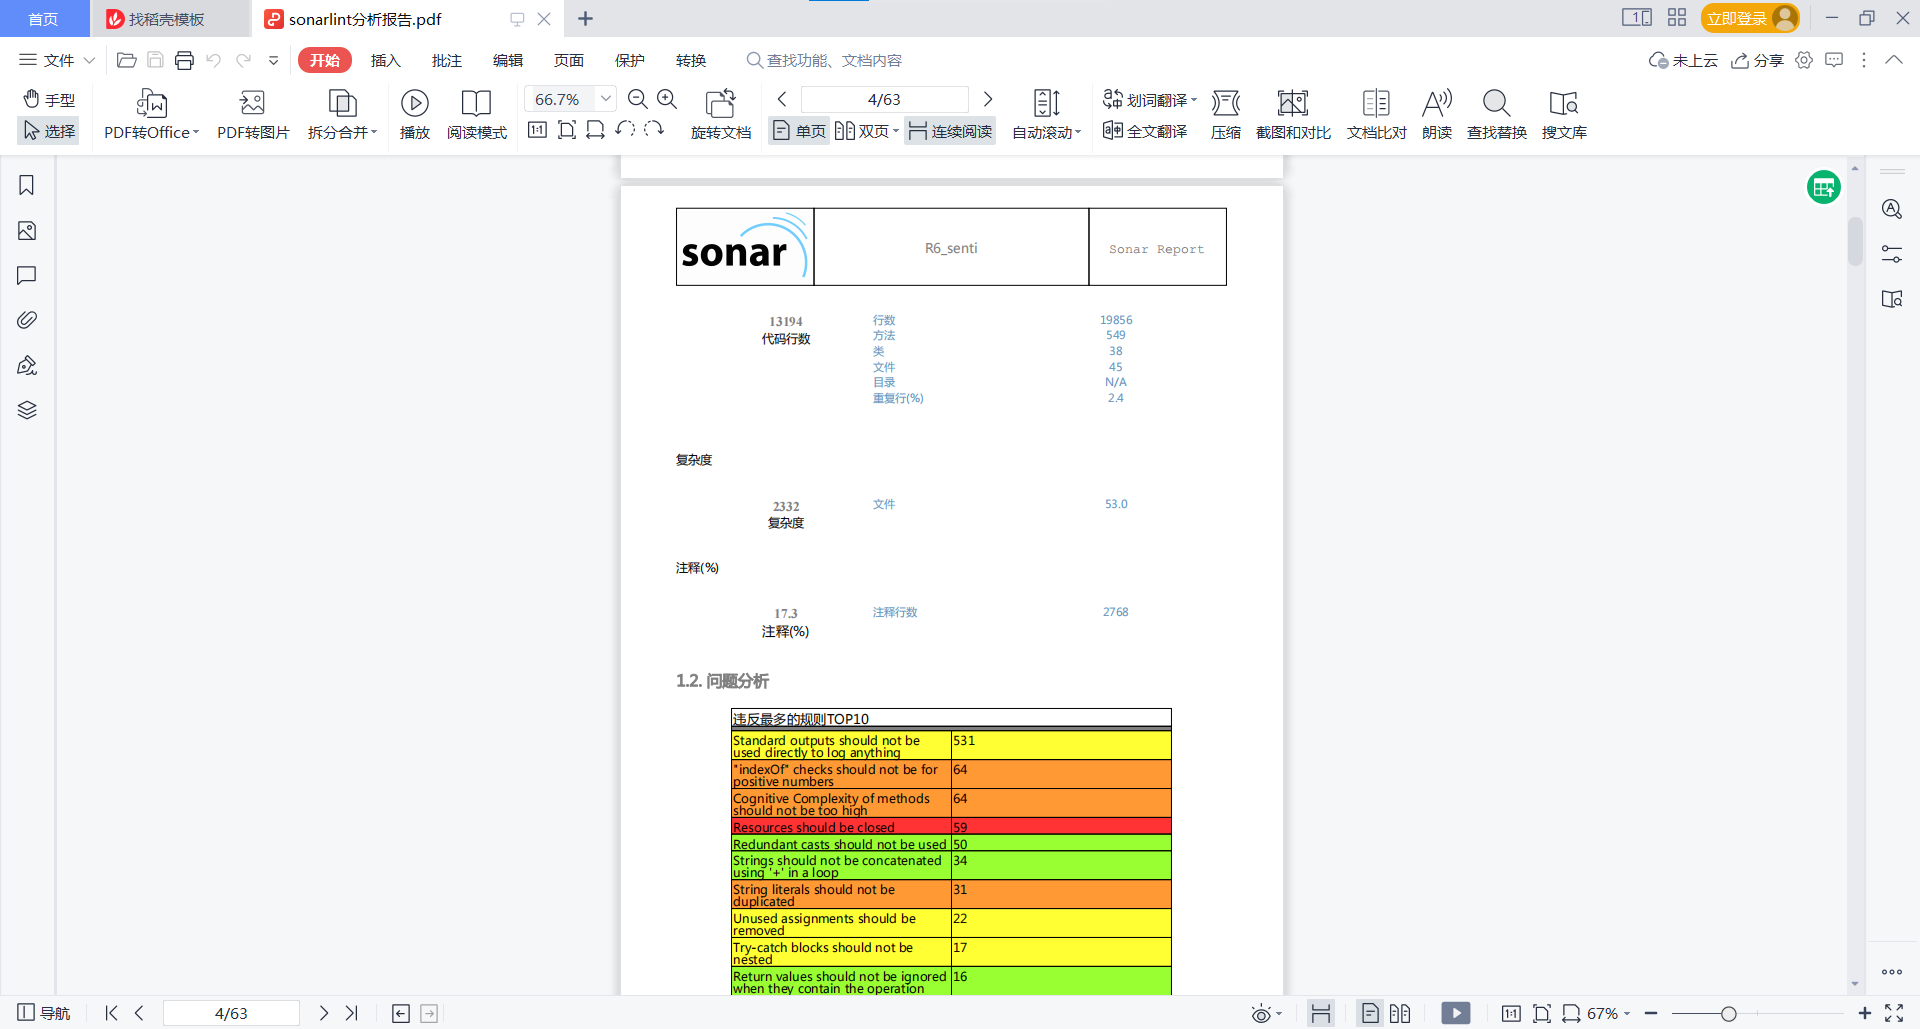 首页
找稻壳模板
sonarlint分析报告.pdf
立即登录
文件
开始
插入
批注
编辑
页面
保护
转换
查找功能、文档内容
未上云
分享
手型
选择
PDF转Office
PDF转图片
拆分合并
播放
阅读模式
66.7%
1:1
旋转文档
4/63
单页
双页
连续阅读
自动滚动
划词翻译
全文翻译
压缩
截图和对比
文档比对
朗读
查找替换
搜文库
sonar
R6_senti
Sonar Report
13194
代码行数
行数 19856
方法 549
类 38
文件 45
目录 N/A
重复行(%) 2.4
复杂度
2332
复杂度
文件 53.0
注释(%)
17.3
注释(%)
注释行数 2768
1.2. 问题分析
违反最多的规则TOP10
Standard outputs should not be 531
used directly to log anything
"indexOf" checks should not be for 64
positive numbers
Cognitive Complexity of methods 64
should not be too high
Resources should be closed 59
Redundant casts should not be used 50
Strings should not be concatenated 34
using '+' in a loop
String literals should not be 31
duplicated
Unused assignments should be 22
removed
Try-catch blocks should not be 17
nested
Return values should not be ignored 16
when they contain the operation
导航
4/63
1:1
67%